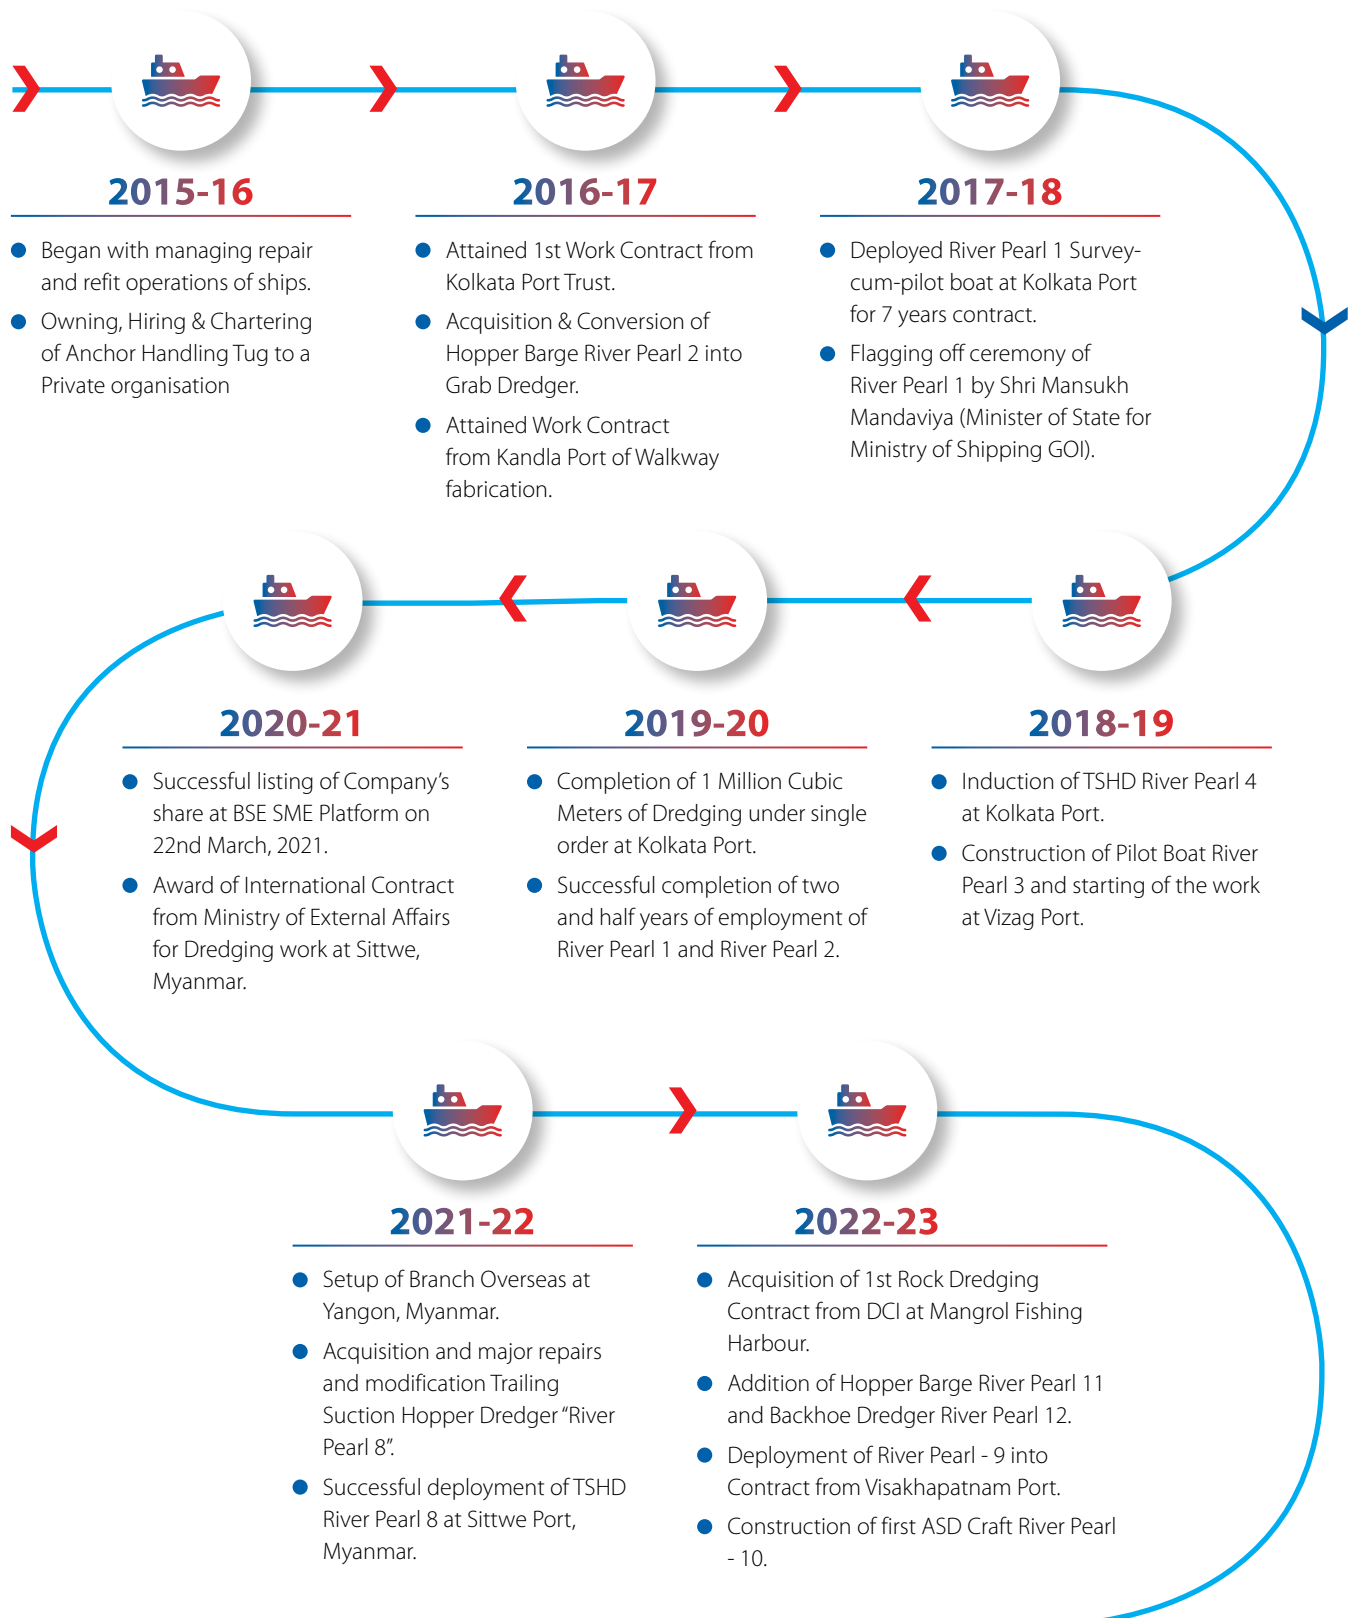 2015-16
Began with managing repair
and refit operations of ships.
Owning, Hiring & Chartering
of Anchor Handling Tug to a
Private organisation
2016-17
Attained 1st Work Contract from
Kolkata Port Trust.
Acquisition & Conversion of
Hopper Barge River Pearl 2 into
Grab Dredger.
Attained Work Contract
from Kandla Port of Walkway
fabrication.
2017-18
Deployed River Pearl 1 Survey-
cum-pilot boat at Kolkata Port
for 7 years contract.
Flagging off ceremony of
River Pearl 1 by Shri Mansukh
Mandaviya (Minister of State for
Ministry of Shipping GOI).
2018-19
Induction of TSHD River Pearl 4
at Kolkata Port.
Construction of Pilot Boat River
Pearl 3 and starting of the work
at Vizag Port.
2019-20
Completion of 1 Million Cubic
Meters of Dredging under single
order at Kolkata Port.
Successful completion of two
and half years of employment of
River Pearl 1 and River Pearl 2.
2020-21
Successful listing of Company’s
share at BSE SME Platform on
22nd March, 2021.
Award of International Contract
from Ministry of External Affairs
for Dredging work at Sittwe,
Myanmar.
2021-22
Setup of Branch Overseas at
Yangon, Myanmar.
Acquisition and major repairs
and modification Trailing
Suction Hopper Dredger “River
Pearl 8”.
Successful deployment of TSHD
River Pearl 8 at Sittwe Port,
Myanmar.
2022-23
Acquisition of 1st Rock Dredging
Contract from DCI at Mangrol Fishing
Harbour.
Addition of Hopper Barge River Pearl 11
and Backhoe Dredger River Pearl 12.
Deployment of River Pearl - 9 into
Contract from Visakhapatnam Port.
Construction of first ASD Craft River Pearl
- 10.